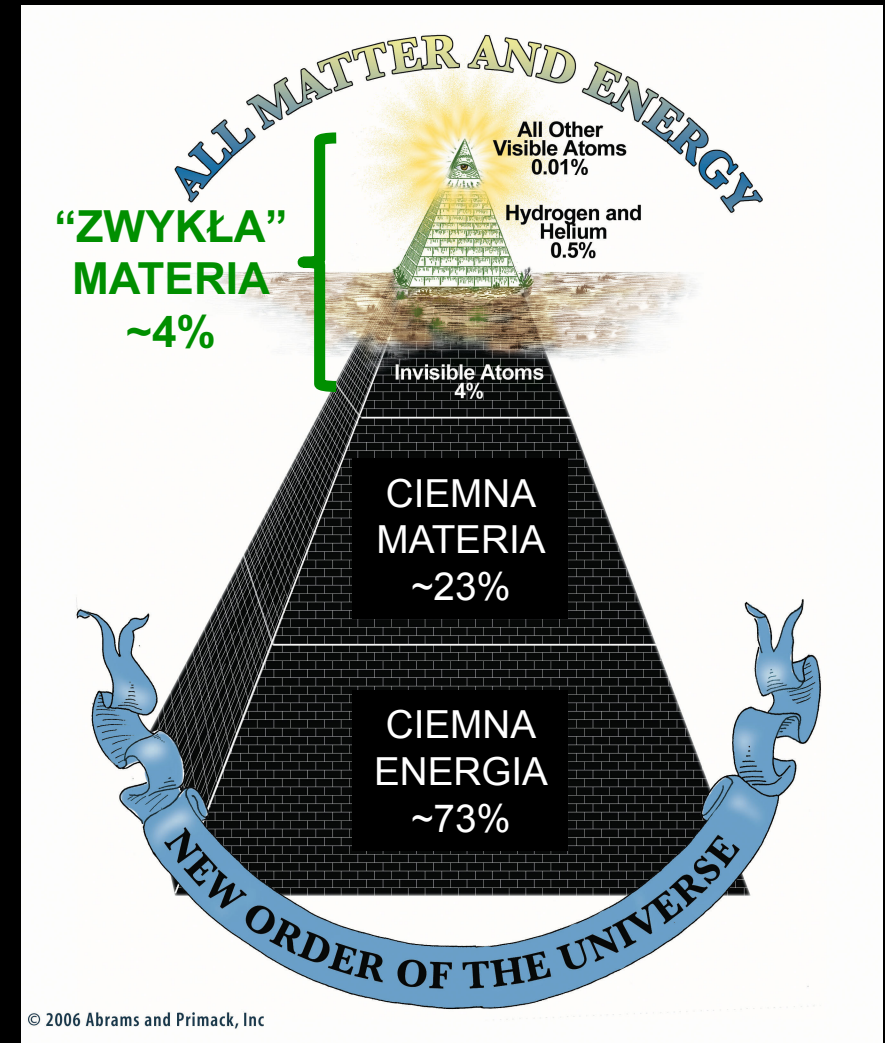 ALL MATTER AND ENERGY
All Other
Visible Atoms
0.01%
“ZWYKŁA”
MATERIA
~4%
Hydrogen and
Helium
0.5%
Invisible Atoms
4%
CIEMNA
MATERIA
~23%
CIEMNA
ENERGIA
~73%
NEW ORDER OF THE UNIVERSE
© 2006 Abrams and Primack, Inc